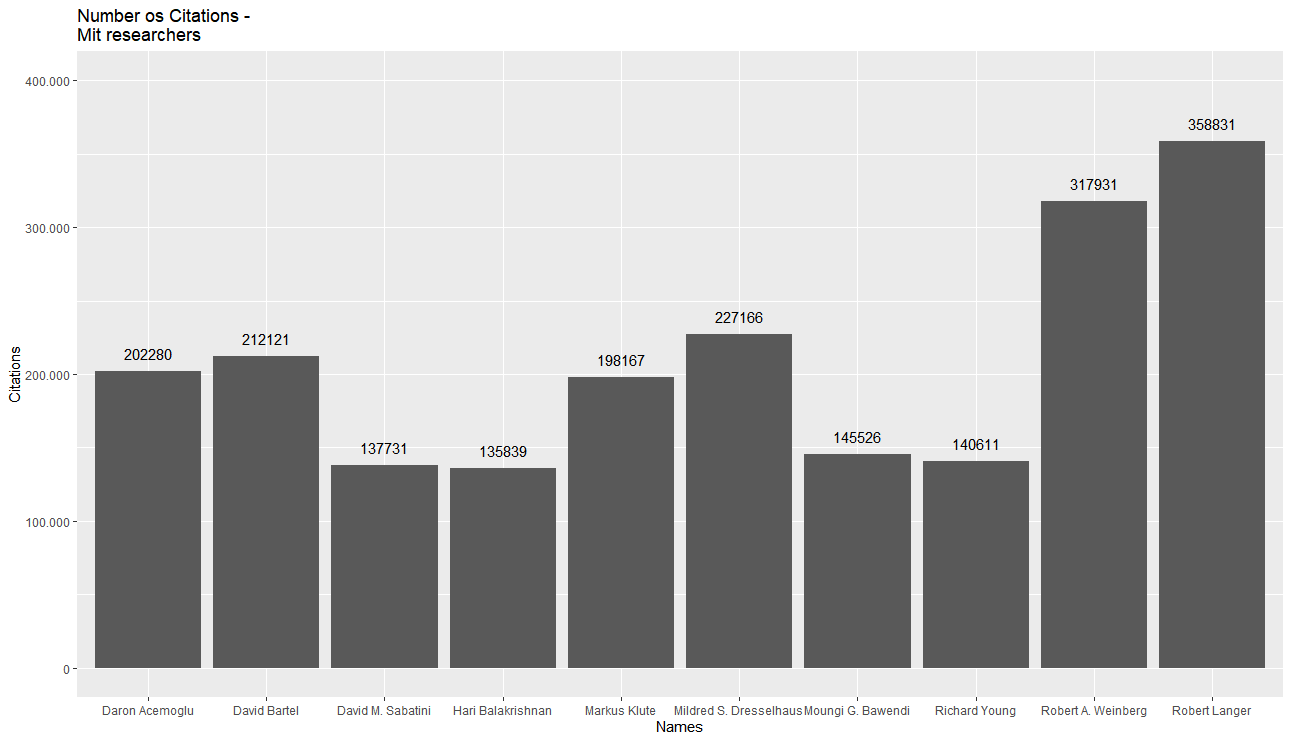 Number os Citations -
Mit researchers
Citations
400.000
300.000
200.000
100.000
0
202280
212121
137731
135839
198167
227166
145526
140611
317931
358831
Daron Acemoglu
David Bartel
David M. Sabatini
Hari Balakrishnan
Markus Klute
Mildred S. Dresselhaus
Moungi G. Bawendi
Richard Young
Robert A. Weinberg
Robert Langer
Names